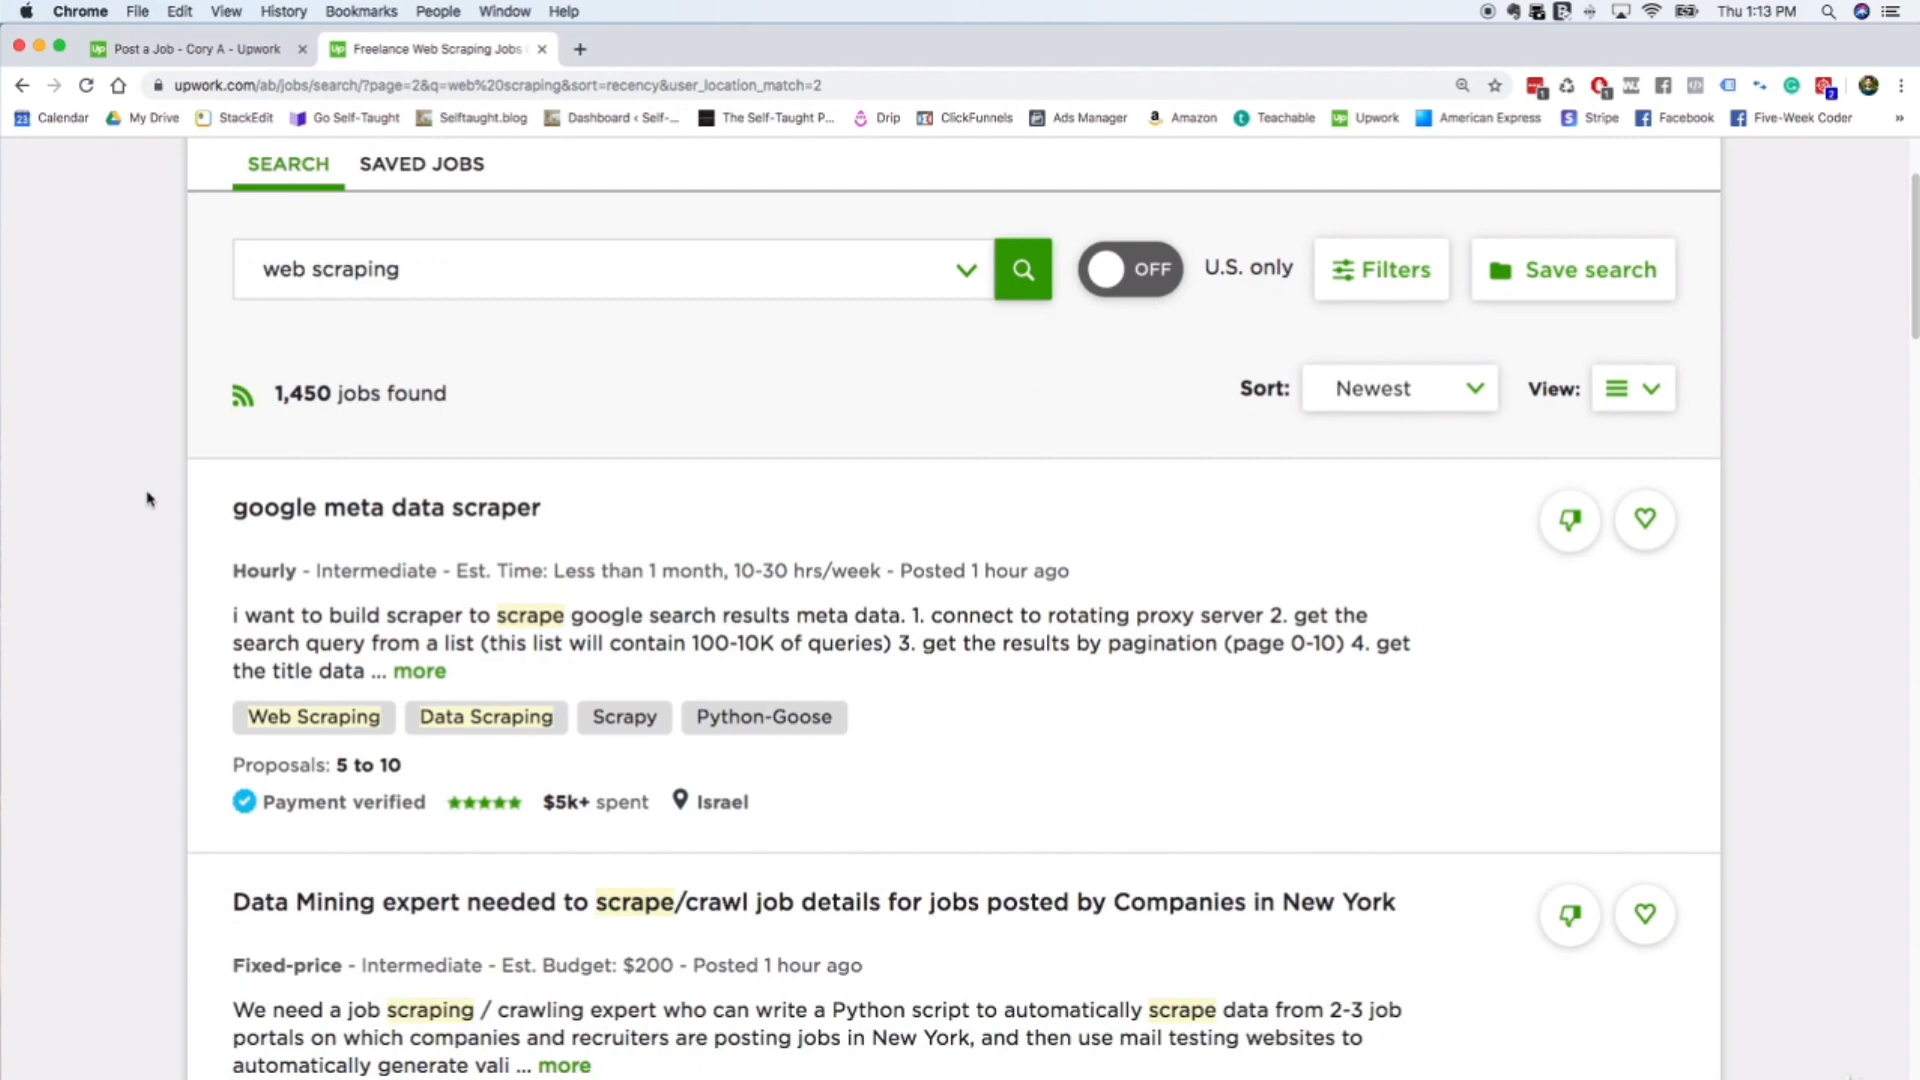 Chrome File Edit View History Bookmarks People Window Help Thu 1:13 PM
Post a Job - Cory A - Upwork Freelance Web Scraping Jobs
upwork.com/ab/jobs/search/?page=2&q=web%20scraping&sort=recency&user_location_match=2
Calendar My Drive StackEdit Go Self-Taught Selftaught.blog Dashboard ‹ Self-... The Self-Taught P... Drip ClickFunnels Ads Manager Amazon Teachable Upwork American Express Stripe Facebook Five-Week Coder »
SEARCH SAVED JOBS
web scraping OFF U.S. only Filters Save search
1,450 jobs found Sort: Newest View:
google meta data scraper
Hourly - Intermediate - Est. Time: Less than 1 month, 10-30 hrs/week - Posted 1 hour ago
i want to build scraper to scrape google search results meta data. 1. connect to rotating proxy server 2. get the
search query from a list (this list will contain 100-10K of queries) 3. get the results by pagination (page 0-10) 4. get
the title data ... more
Web Scraping Data Scraping Scrapy Python-Goose
Proposals: 5 to 10
Payment verified $5k+ spent Israel
Data Mining expert needed to scrape/crawl job details for jobs posted by Companies in New York
Fixed-price - Intermediate - Est. Budget: $200 - Posted 1 hour ago
We need a job scraping / crawling expert who can write a Python script to automatically scrape data from 2-3 job
portals on which companies and recruiters are posting jobs in New York, and then use mail testing websites to
automatically generate vali ... more